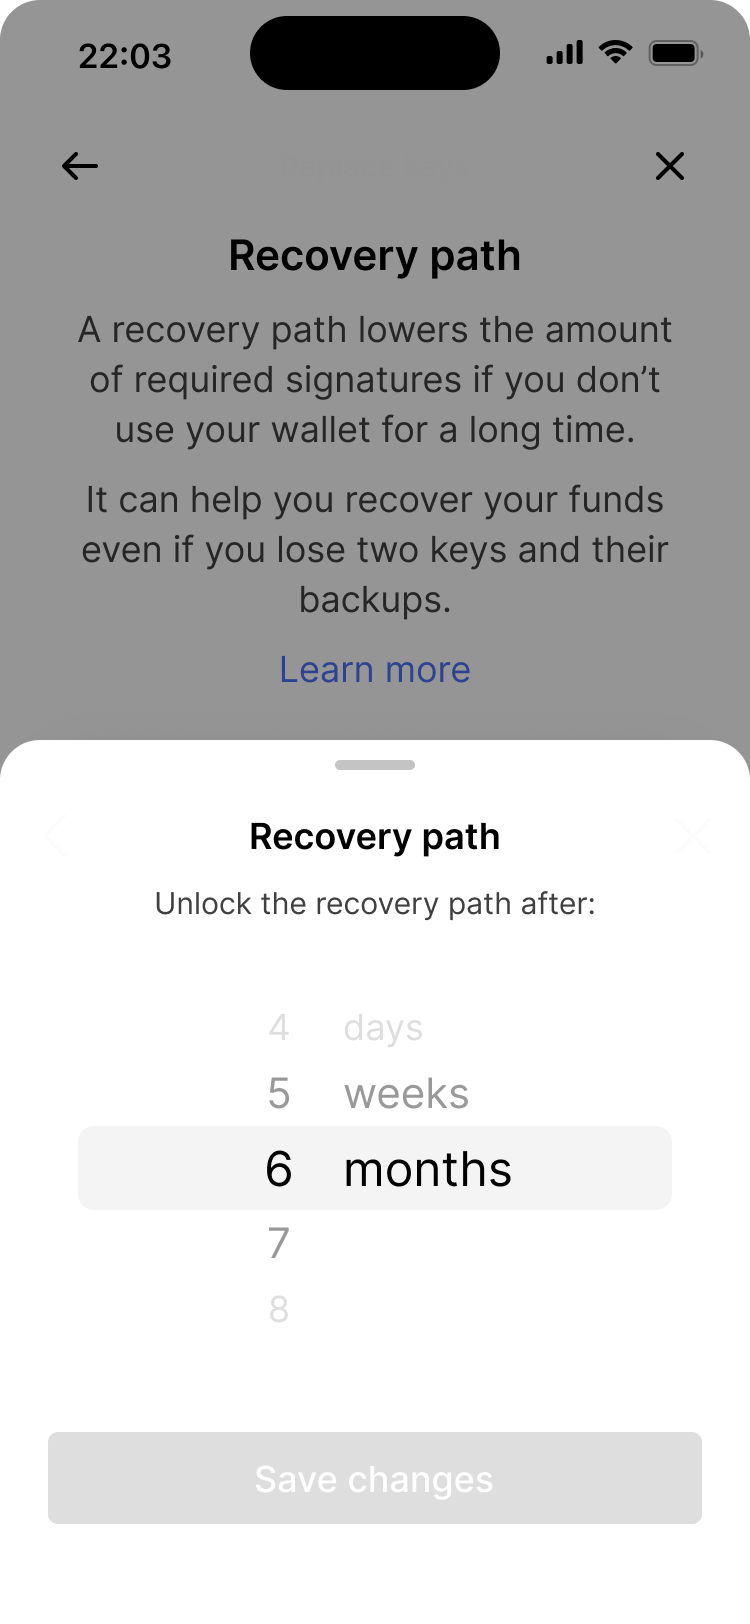 22:03
Recovery path
A recovery path lowers the amount
of required signatures if you don’t
use your wallet for a long time.
It can help you recover your funds
even if you lose two keys and their
backups.
Learn more
Recovery path
Unlock the recovery path after:
4 days
5 weeks
6 months
7
8
Save changes